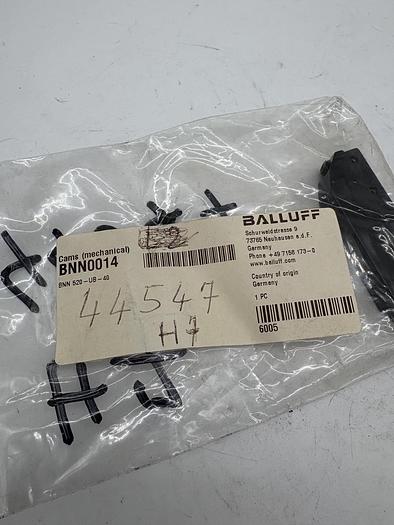 Cams (mechanical)
BNN0014
BNN 520-UB-40
44547
H7
BALLUFF
Schurwaldstrasse 9
73765 Neuhausen a.d.F.
Germany
Phone +49 7158 173-0
www.balluff.com
Country of origin
Germany
1 PC
6005